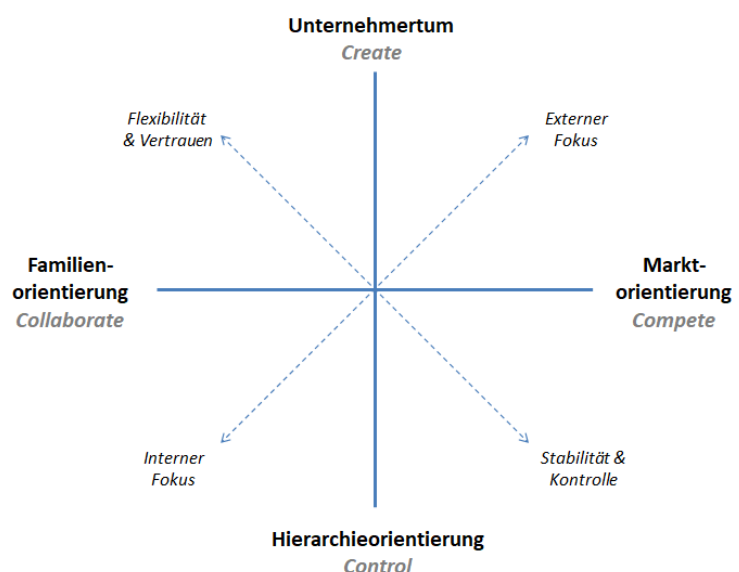 Unternehmertum
Create
Flexibilität
& Vertrauen
Externer
Fokus
Familien-
orientierung
Collaborate
Markt-
orientierung
Compete
Interner
Fokus
Stabilität &
Kontrolle
Hierarchieorientierung
Control